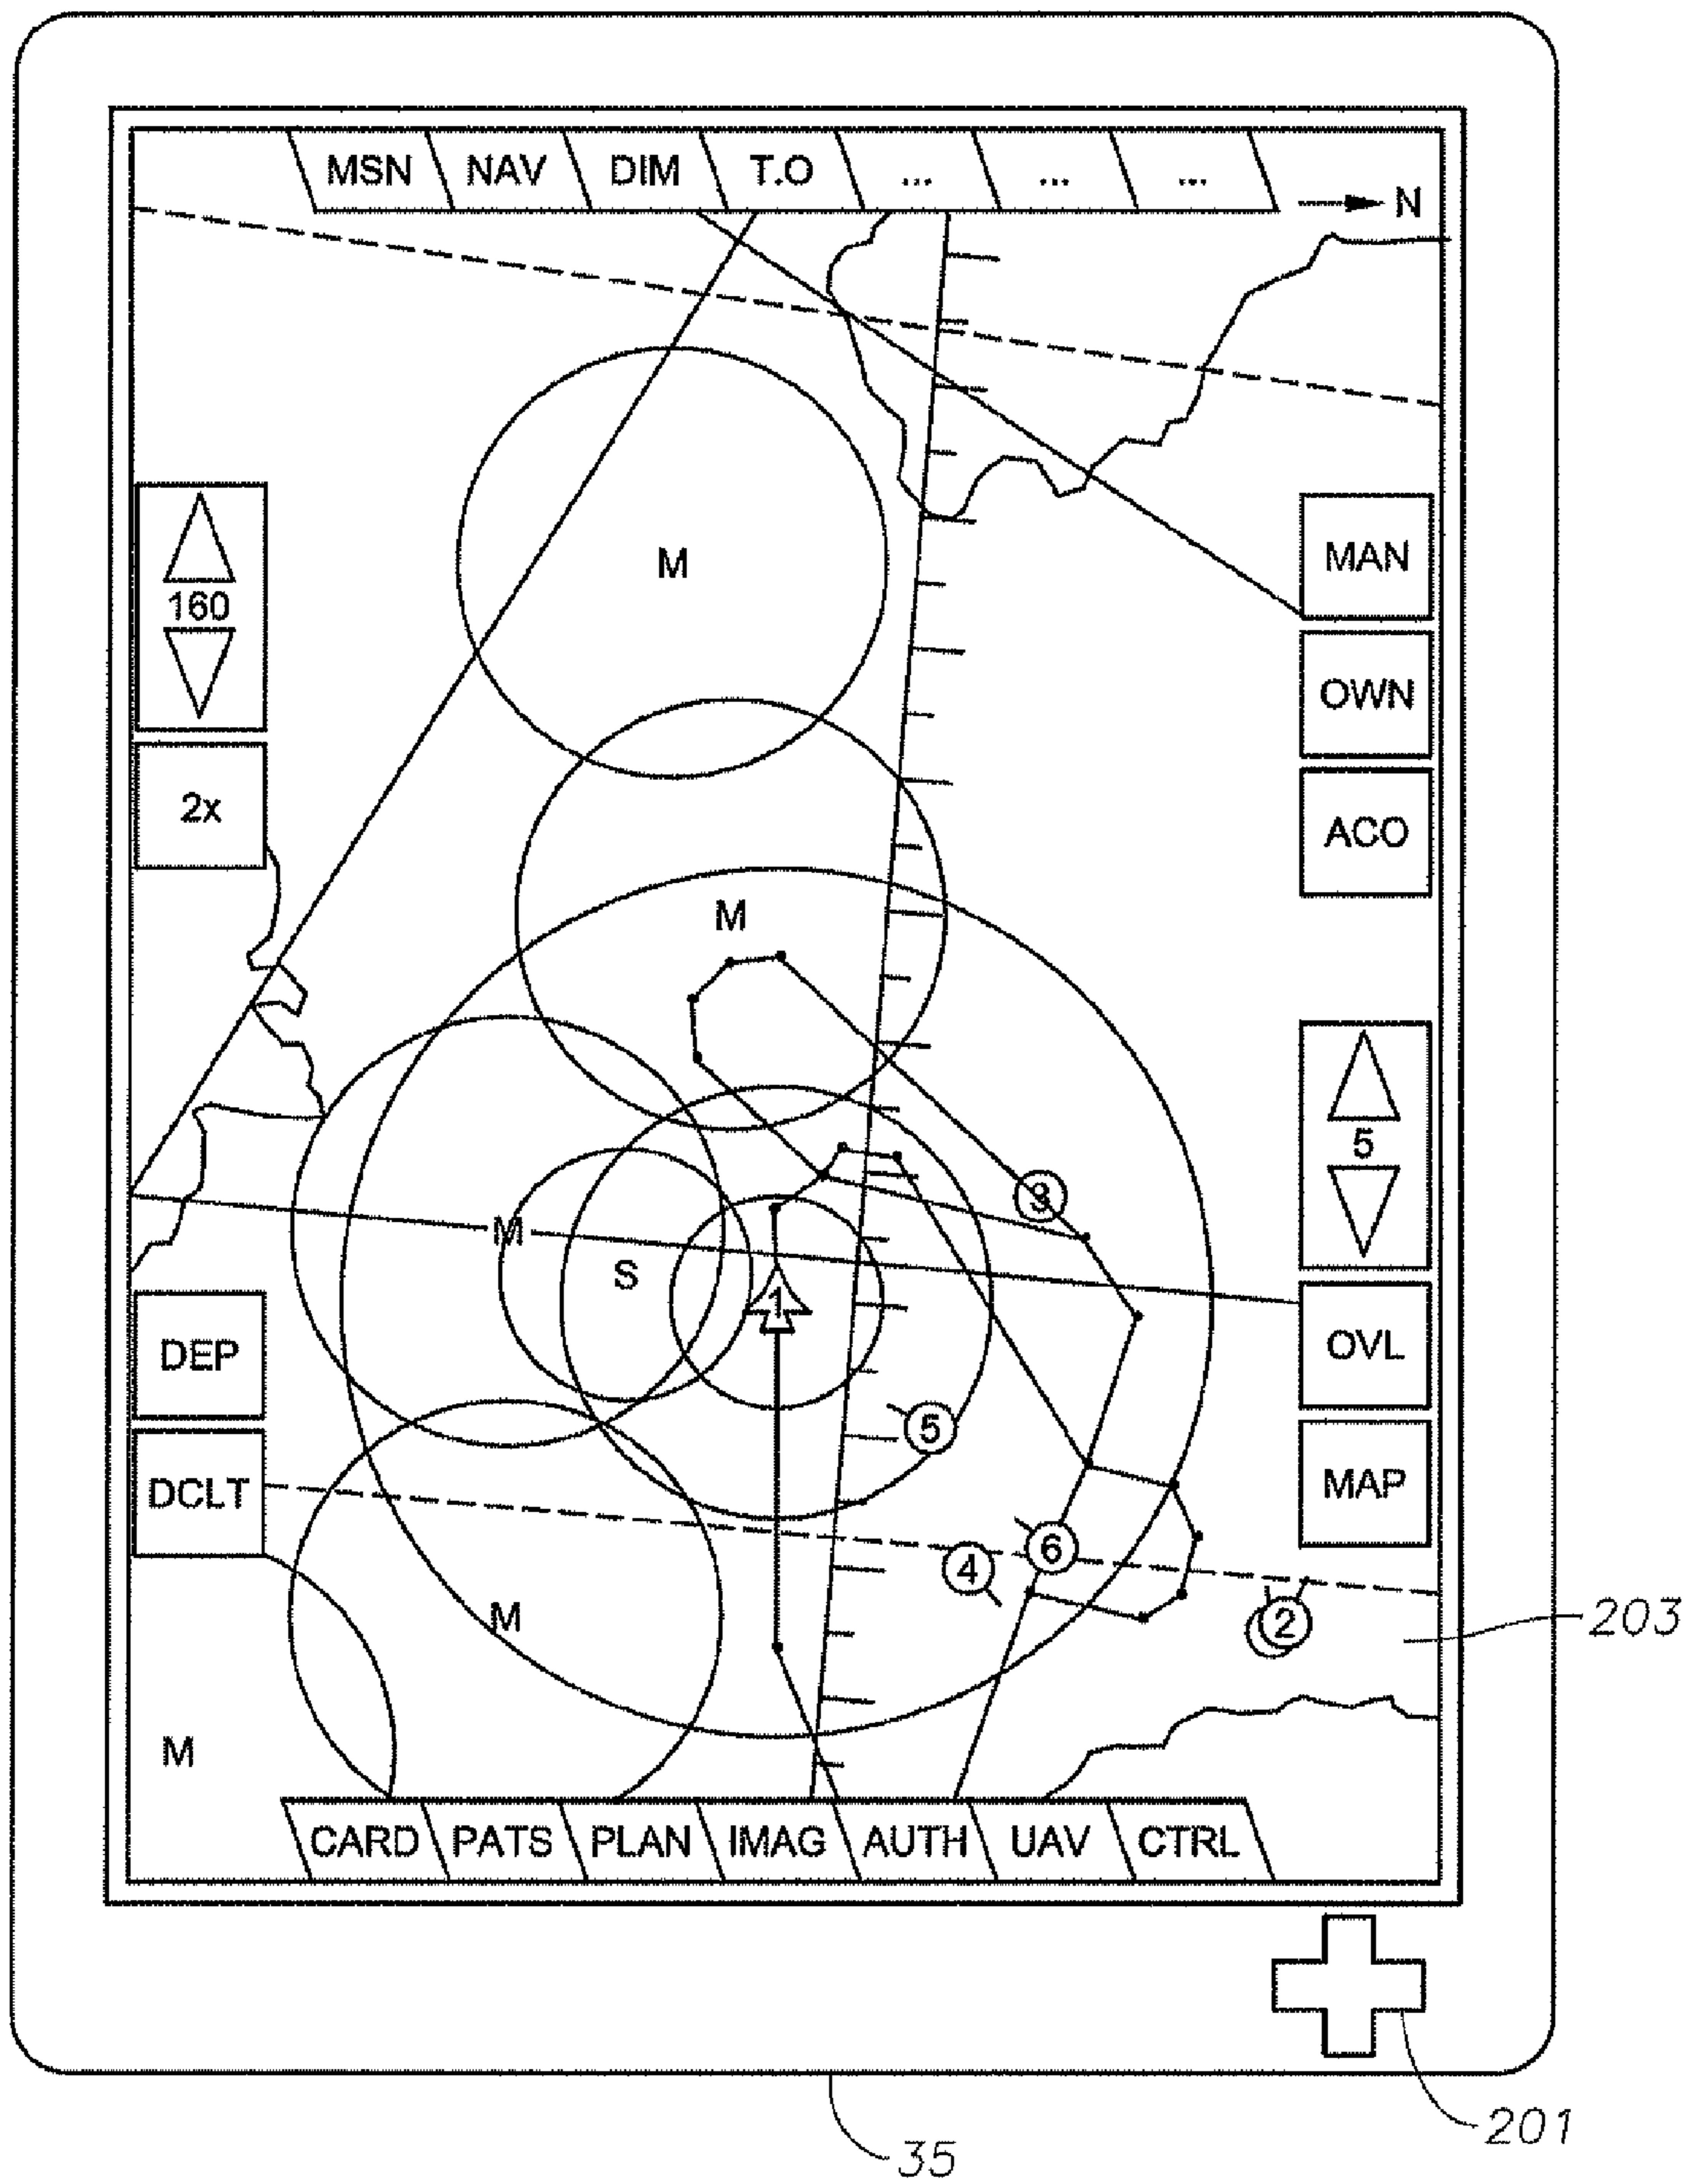 MSN NAV DIM T.O ... ... ...
N
MAN
M
160
OWN
2x
ACO
M
5
3
M
S
1
DEP
OVL
5
DCLT
MAP
6
4
M
2
203
M
CARD PATS PLAN IMAG AUTH UAV CTRL
201
35